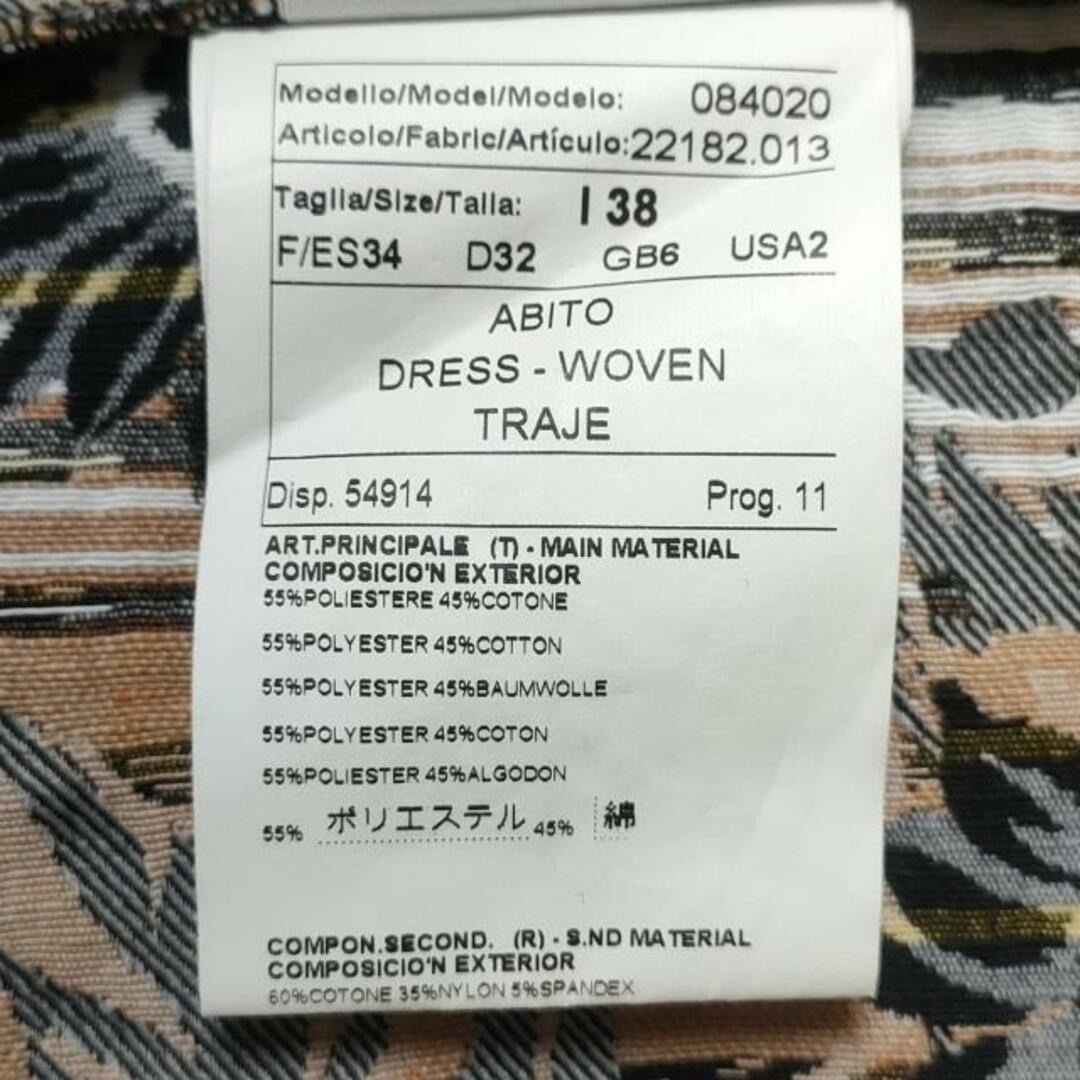 Modello/Model/Modelo: 084020
Articolo/Fabric/Artículo:22182.013
Taglia/Size/Talla: I 38
F/ES34 D32 GB6 USA2
ABITO
DRESS - WOVEN
TRAJE
Disp. 54914 Prog. 11
ART.PRINCIPALE (T) - MAIN MATERIAL
COMPOSICIO'N EXTERIOR
55%POLIESTERE 45%COTONE
55%POLYESTER 45%COTTON
55%POLYESTER 45%BAUMWOLLE
55%POLYESTER 45%COTON
55%POLIESTER 45%ALGODON
55% ポリエステル 45% 綿
COMPON.SECOND. (R) - S.ND MATERIAL
COMPOSICIO'N EXTERIOR
60%COTONE 35%NYLON 5%SPANDEX